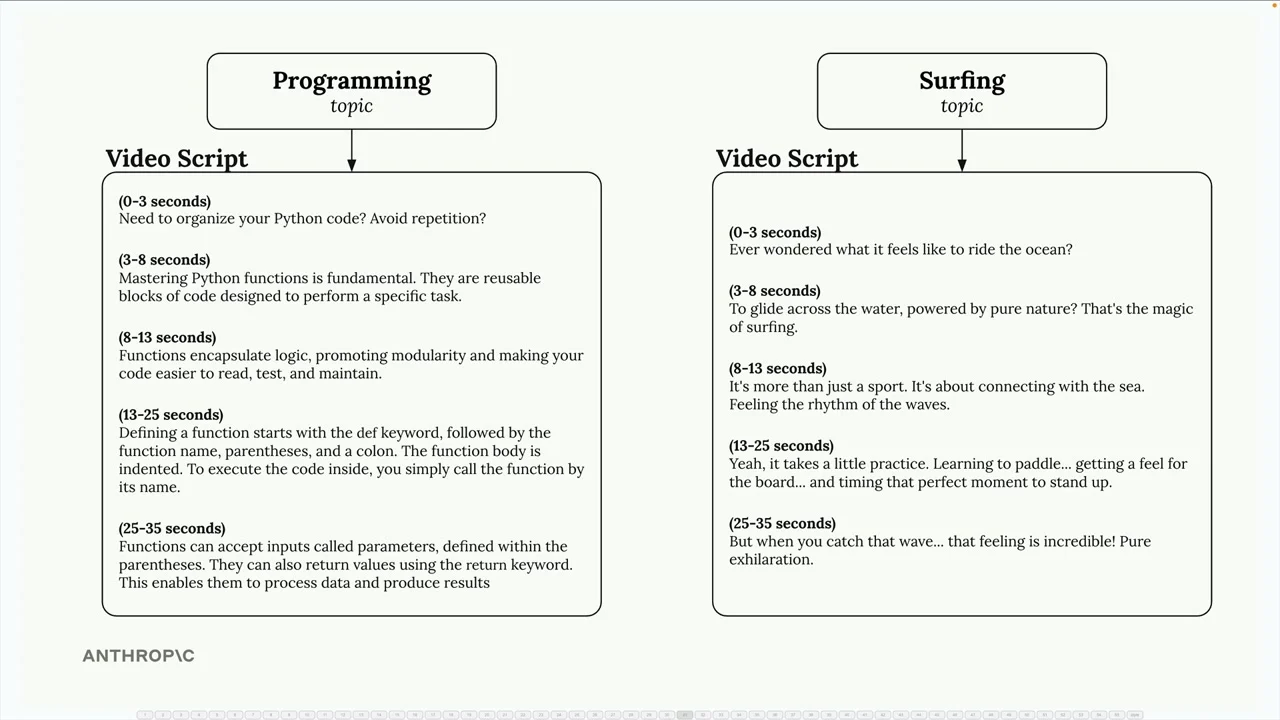 Programming
topic
Video Script
(0-3 seconds)
Need to organize your Python code? Avoid repetition?
(3-8 seconds)
Mastering Python functions is fundamental. They are reusable
blocks of code designed to perform a specific task.
(8-13 seconds)
Functions encapsulate logic, promoting modularity and making your
code easier to read, test, and maintain.
(13-25 seconds)
Defining a function starts with the def keyword, followed by the
function name, parentheses, and a colon. The function body is
indented. To execute the code inside, you simply call the function by
its name.
(25-35 seconds)
Functions can accept inputs called parameters, defined within the
parentheses. They can also return values using the return keyword.
This enables them to process data and produce results
Surfing
topic
Video Script
(0-3 seconds)
Ever wondered what it feels like to ride the ocean?
(3-8 seconds)
To glide across the water, powered by pure nature? That's the magic
of surfing.
(8-13 seconds)
It's more than just a sport. It's about connecting with the sea.
Feeling the rhythm of the waves.
(13-25 seconds)
Yeah, it takes a little practice. Learning to paddle... getting a feel for
the board... and timing that perfect moment to stand up.
(25-35 seconds)
But when you catch that wave... that feeling is incredible! Pure
exhilaration.
ANTHROP\C